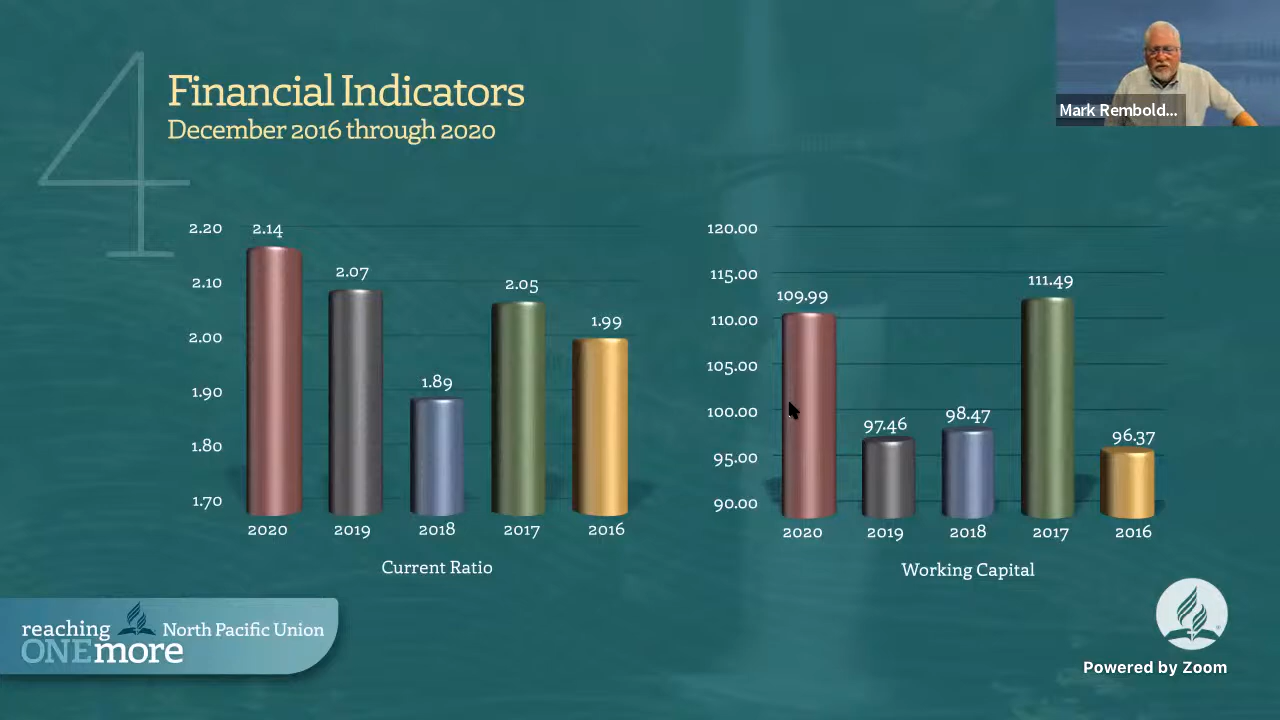 4
Financial Indicators
December 2016 through 2020
Mark Rembold...
2.20
2.10
2.00
1.90
1.80
1.70
2.14
2.07
1.89
2.05
1.99
2020 2019 2018 2017 2016
Current Ratio
120.00
115.00
110.00
105.00
100.00
95.00
90.00
109.99
97.46
98.47
111.49
96.37
2020 2019 2018 2017 2016
Working Capital
reaching
ONEmore
North Pacific Union
Powered by Zoom